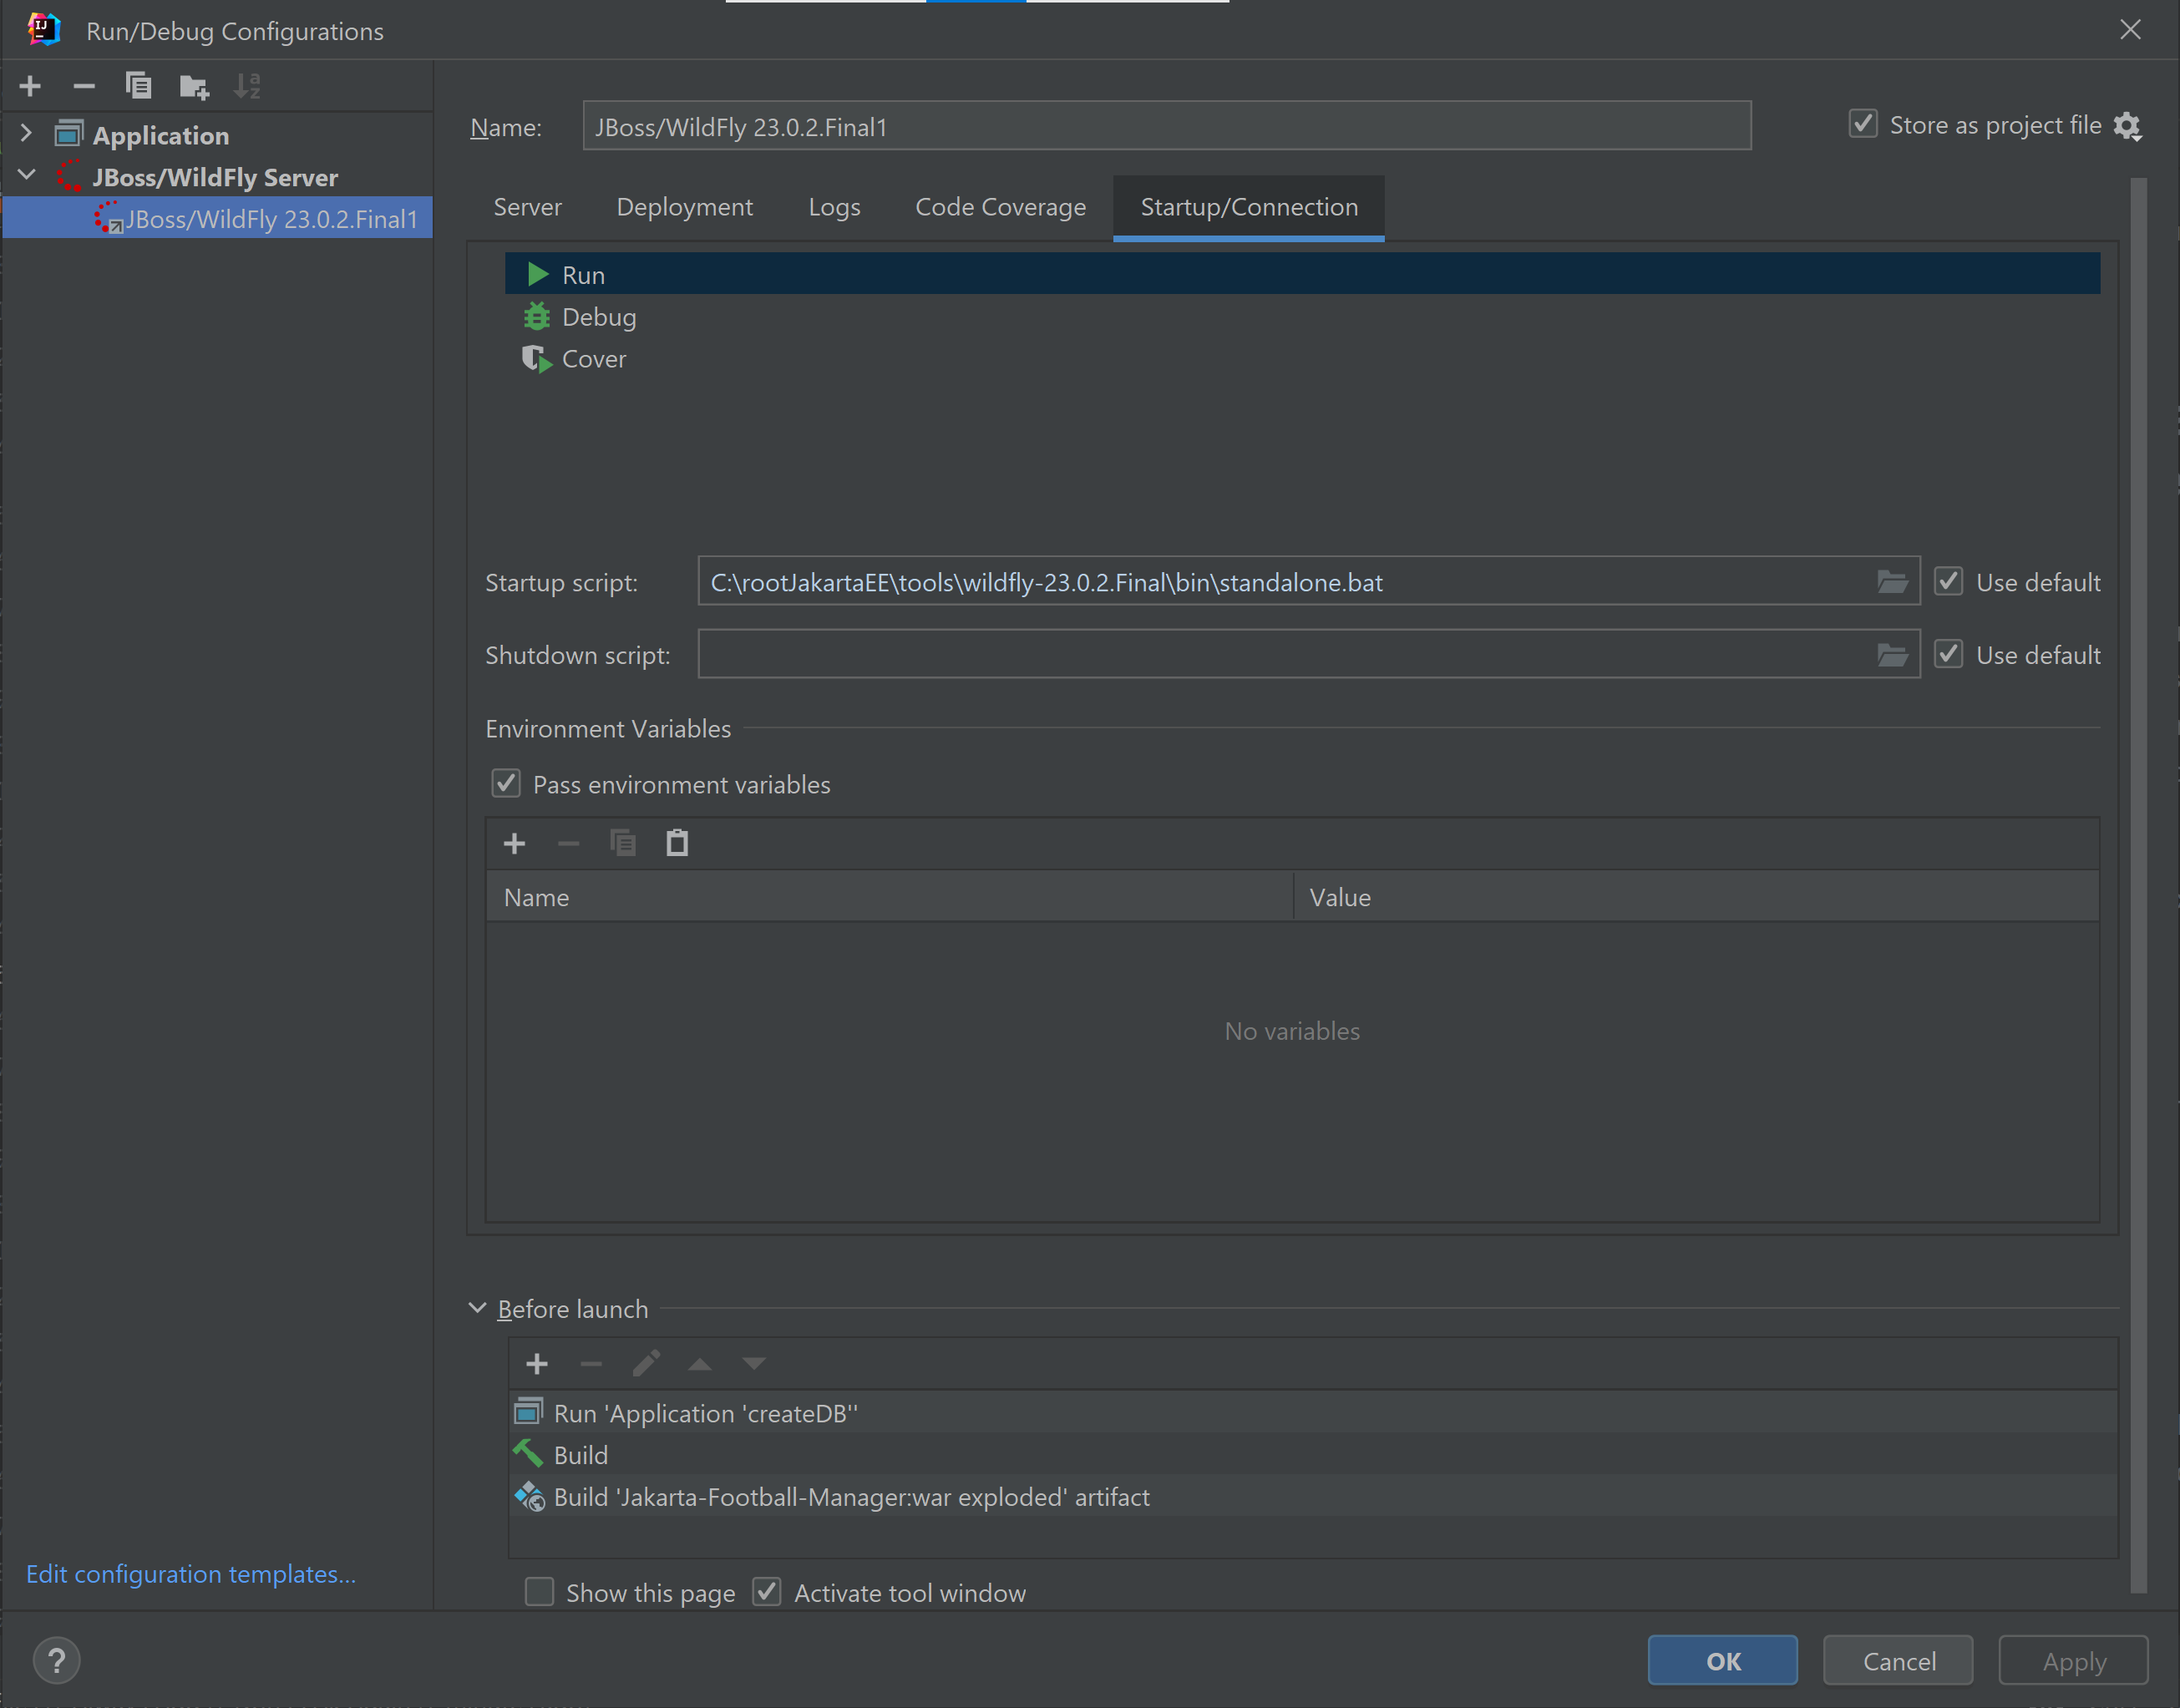 Run/Debug Configurations
Application
JBoss/WildFly Server
JBoss/WildFly 23.0.2.Final1
Edit configuration templates...
Name:
JBoss/WildFly 23.0.2.Final1
Store as project file
Server
Deployment
Logs
Code Coverage
Startup/Connection
Run
Debug
Cover
Startup script:
C:\rootJakartaEE\tools\wildfly-23.0.2.Final\bin\standalone.bat
Use default
Shutdown script:
Use default
Environment Variables
Pass environment variables
Name
Value
No variables
Before launch
Run 'Application 'createDB''
Build
Build 'Jakarta-Football-Manager:war exploded' artifact
Show this page
Activate tool window
?
OK
Cancel
Apply